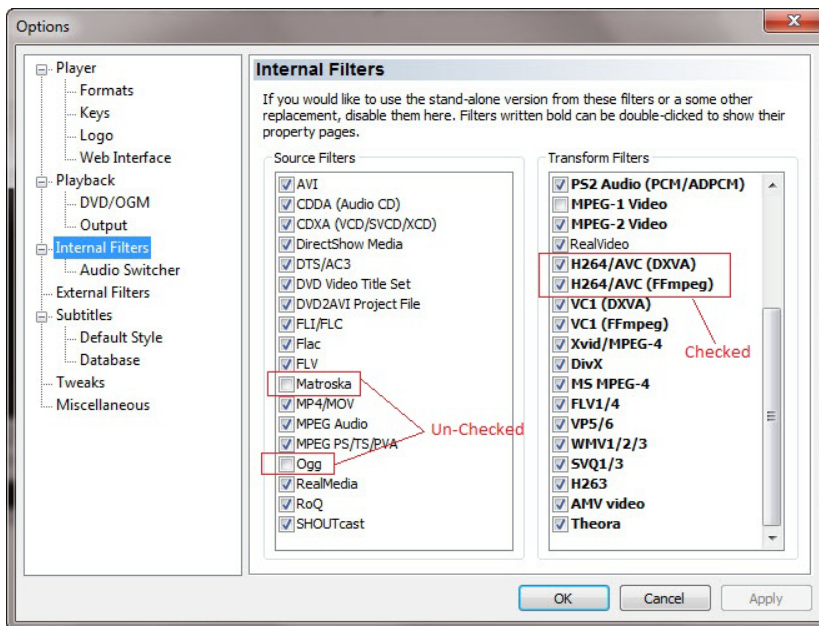 Options
Player
Formats
Keys
Logo
Web Interface
Playback
DVD/OGM
Output
Internal Filters
Audio Switcher
External Filters
Subtitles
Default Style
Database
Tweaks
Miscellaneous
Internal Filters
If you would like to use the stand-alone version from these filters or a some other
replacement, disable them here. Filters written bold can be double-clicked to show their
property pages.
Source Filters
AVI
CDDA (Audio CD)
CDXA (VCD/SVCD/XCD)
DirectShow Media
DTS/AC3
DVD Video Title Set
DVD2AVI Project File
FLI/FLC
Flac
FLV
Matroska
MP4/MOV
MPEG Audio
MPEG PS/TS/PVA
Ogg
RealMedia
RoQ
SHOUTcast
Un-Checked
Transform Filters
PS2 Audio (PCM/ADPCM)
MPEG-1 Video
MPEG-2 Video
RealVideo
H264/AVC (DXVA)
H264/AVC (FFmpeg)
VC1 (DXVA)
VC1 (FFmpeg)
Xvid/MPEG-4
DivX
MS MPEG-4
FLV1/4
VP5/6
WMV1/2/3
SVQ1/3
H263
AMV video
Theora
Checked
OK
Cancel
Apply